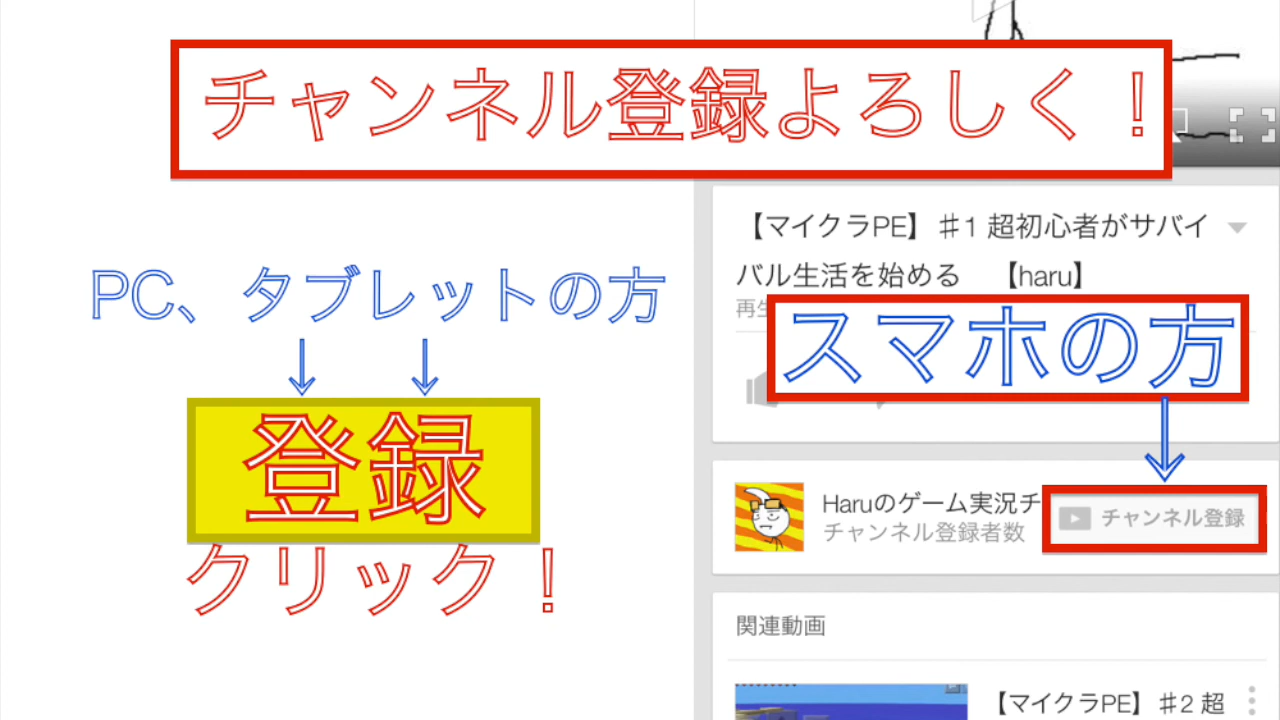 チャンネル登録よろしく！
PC、タブレットの方
↓ ↓
登録
クリック！
【マイクラPE】♯1 超初心者がサバイ
バル生活を始める 【haru】
再生
スマホの方
↓
Haruのゲーム実況チ
チャンネル登録者数
チャンネル登録
関連動画
【マイクラPE】♯2 超